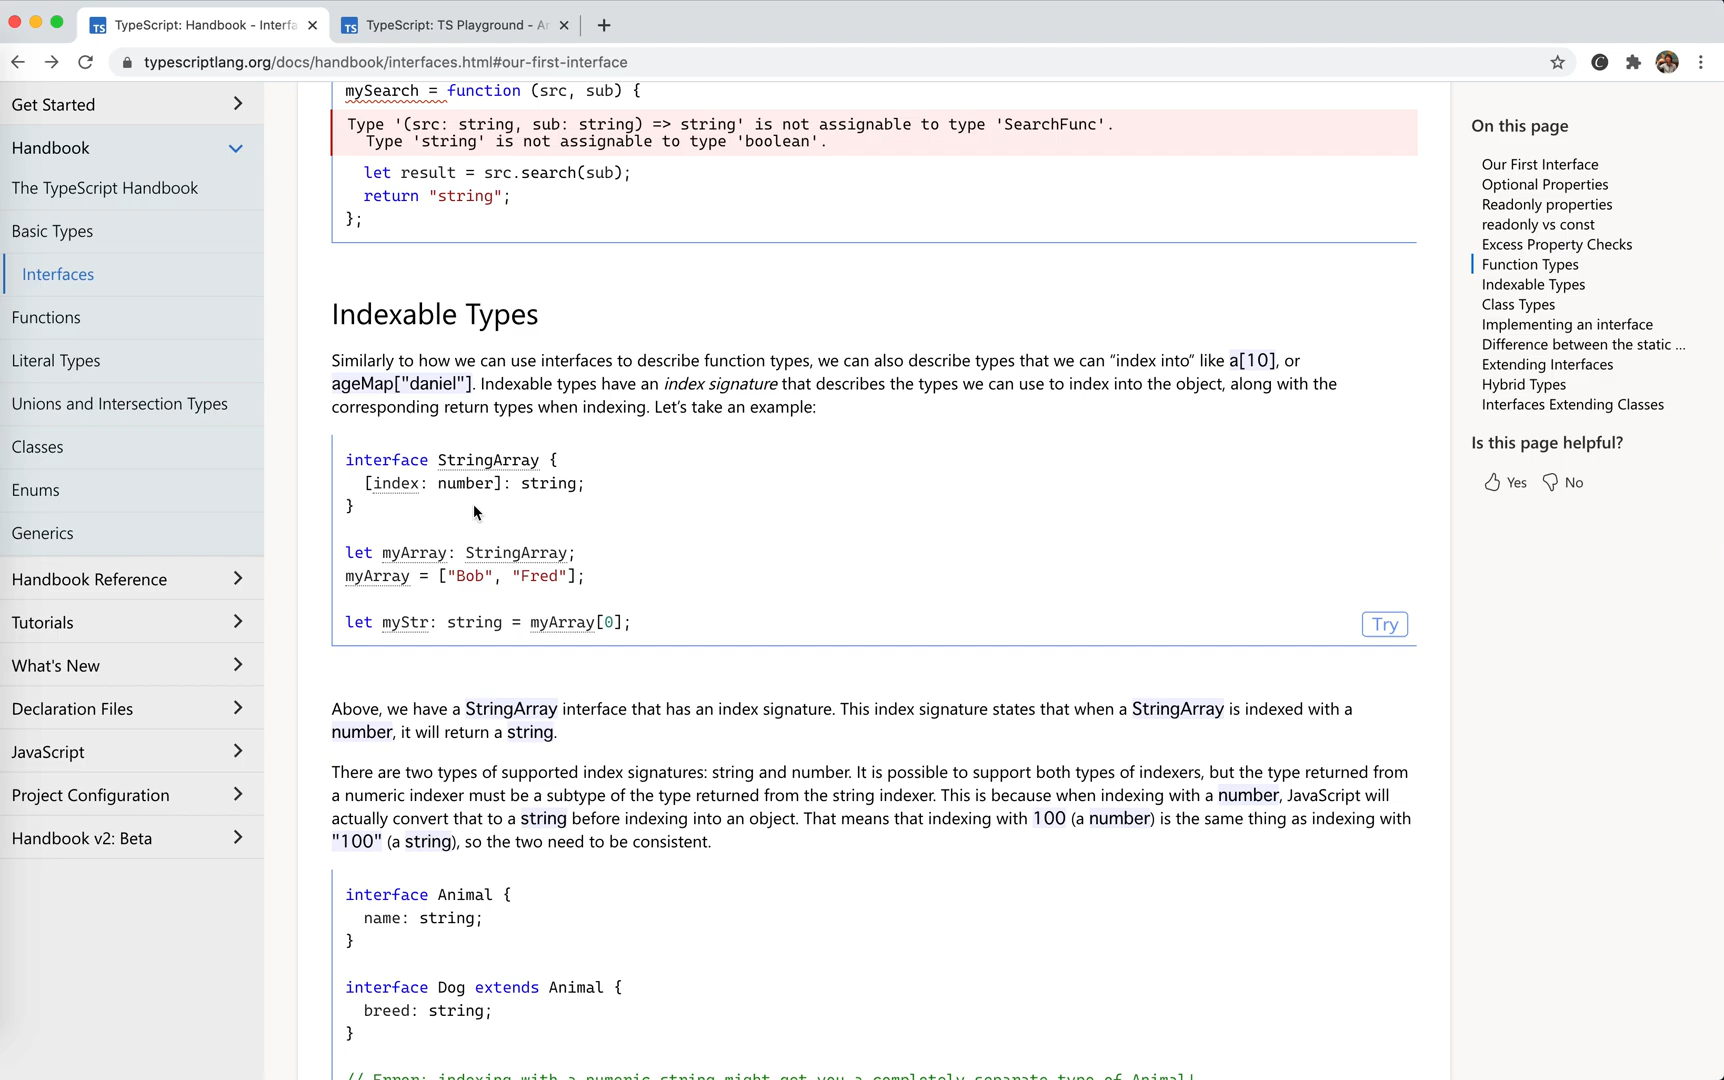 TypeScript: Handbook - Interfa
TypeScript: TS Playground - An
typescriptlang.org/docs/handbook/interfaces.html#our-first-interface
Get Started
Handbook
The TypeScript Handbook
Basic Types
Interfaces
Functions
Literal Types
Unions and Intersection Types
Classes
Enums
Generics
Handbook Reference
Tutorials
What's New
Declaration Files
JavaScript
Project Configuration
Handbook v2: Beta
mySearch = function (src, sub) {
Type '(src: string, sub: string) => string' is not assignable to type 'SearchFunc'.
Type 'string' is not assignable to type 'boolean'.
let result = src.search(sub);
return "string";
};
Indexable Types
Similarly to how we can use interfaces to describe function types, we can also describe types that we can “index into” like a[10], or
ageMap["daniel"]. Indexable types have an index signature that describes the types we can use to index into the object, along with the
corresponding return types when indexing. Let’s take an example:
interface StringArray {
[index: number]: string;
}
let myArray: StringArray;
myArray = ["Bob", "Fred"];
let myStr: string = myArray[0];
Try
Above, we have a StringArray interface that has an index signature. This index signature states that when a StringArray is indexed with a
number, it will return a string.
There are two types of supported index signatures: string and number. It is possible to support both types of indexers, but the type returned from
a numeric indexer must be a subtype of the type returned from the string indexer. This is because when indexing with a number, JavaScript will
actually convert that to a string before indexing into an object. That means that indexing with 100 (a number) is the same thing as indexing with
"100" (a string), so the two need to be consistent.
interface Animal {
name: string;
}
interface Dog extends Animal {
breed: string;
}
// Error: indexing with a numeric string might get you a completely separate type of Animal!
On this page
Our First Interface
Optional Properties
Readonly properties
readonly vs const
Excess Property Checks
Function Types
Indexable Types
Class Types
Implementing an interface
Difference between the static ...
Extending Interfaces
Hybrid Types
Interfaces Extending Classes
Is this page helpful?
Yes No